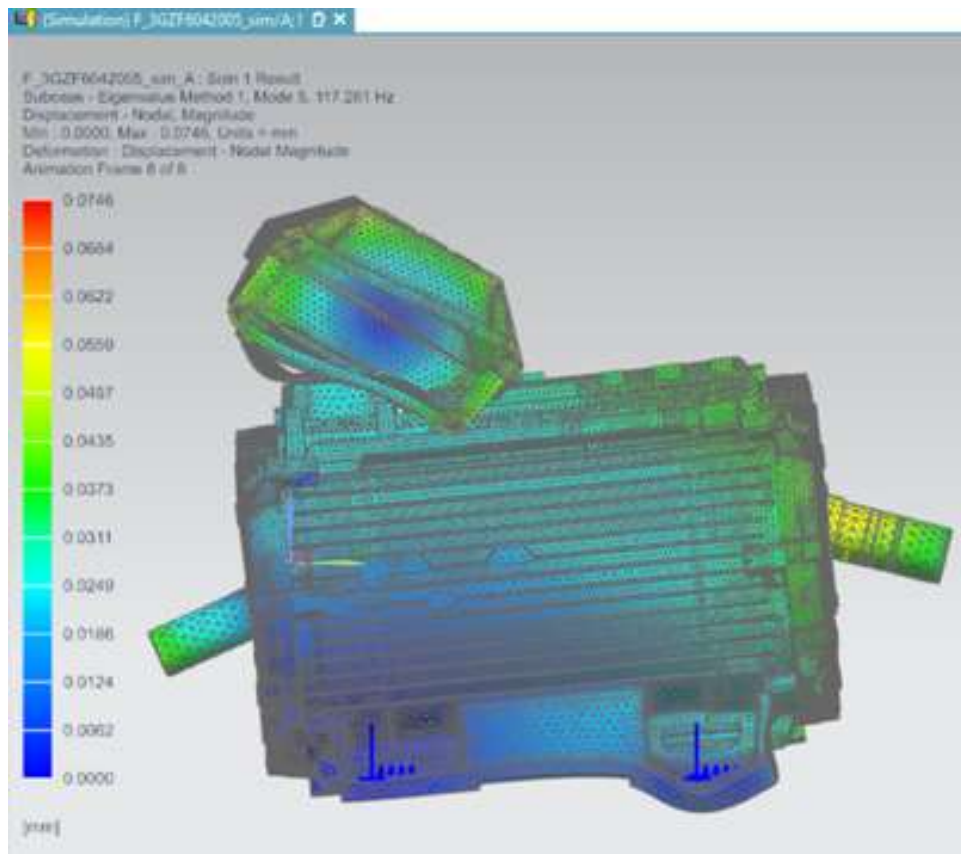 (Simulation) F_3GZF6042005_sim/A: 1
F_3GZF6042005_sim_A : Soln 1 Result
Subcase - Eigenvalue Method 1, Mode 5, 117.261 Hz
Displacement - Nodal, Magnitude
Min : 0.0000, Max : 0.0746, Units = mm
Deformation : Displacement - Nodal Magnitude
Animation Frame 8 of 8
0.0746
0.0684
0.0622
0.0559
0.0497
0.0435
0.0373
0.0311
0.0249
0.0186
0.0124
0.0062
0.0000
[mm]